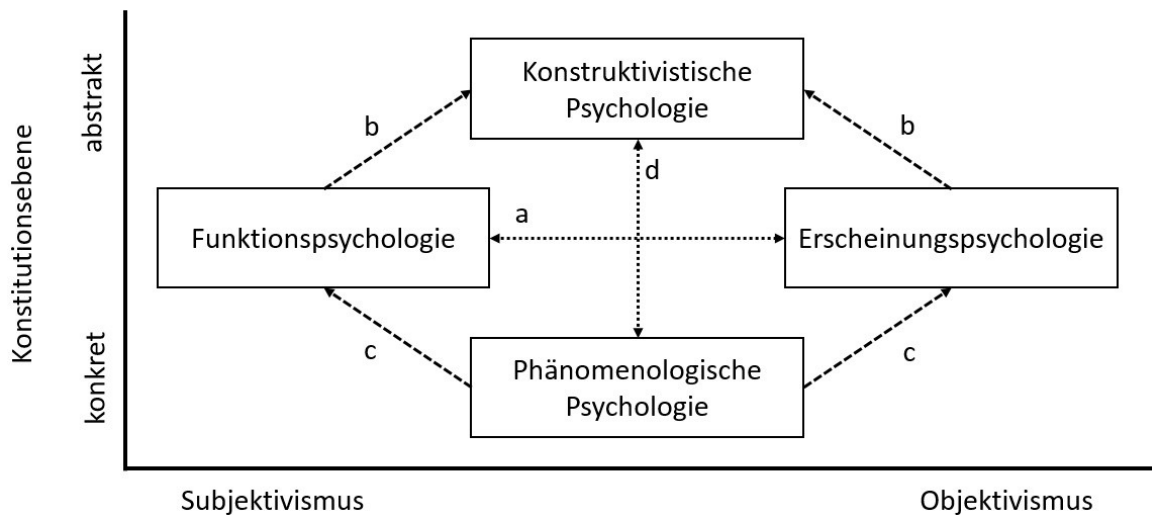 Konstitutionsebene
abstrakt
konkret
Konstruktivistische
Psychologie
b
b
d
a
Funktionspsychologie
Erscheinungspsychologie
c
c
Phänomenologische
Psychologie
Subjektivismus
Objektivismus